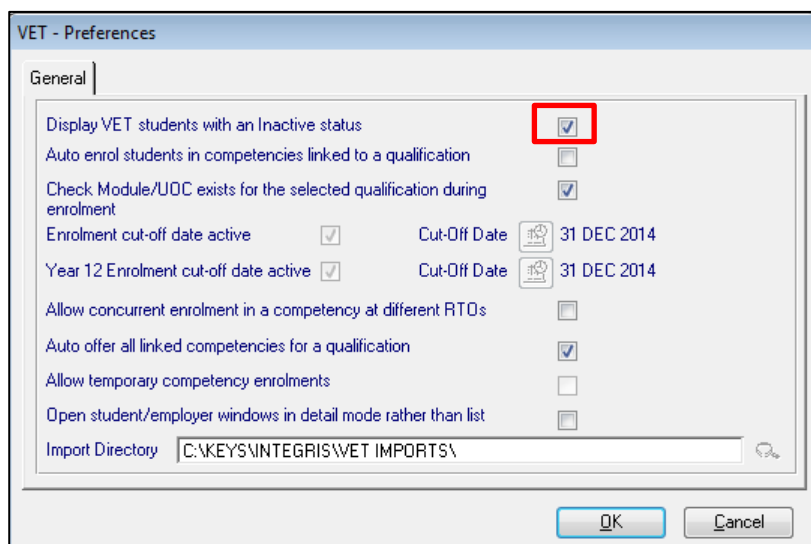 VET - Preferences
General
Display VET students with an Inactive status
Auto enrol students in competencies linked to a qualification
Check Module/UOC exists for the selected qualification during
enrolment
Enrolment cut-off date active Cut-Off Date 31 DEC 2014
Year 12 Enrolment cut-off date active Cut-Off Date 31 DEC 2014
Allow concurrent enrolment in a competency at different RTOs
Auto offer all linked competencies for a qualification
Allow temporary competency enrolments
Open student/employer windows in detail mode rather than list
Import Directory C:\KEYS\INTEGRIS\VET IMPORTS\
OK Cancel